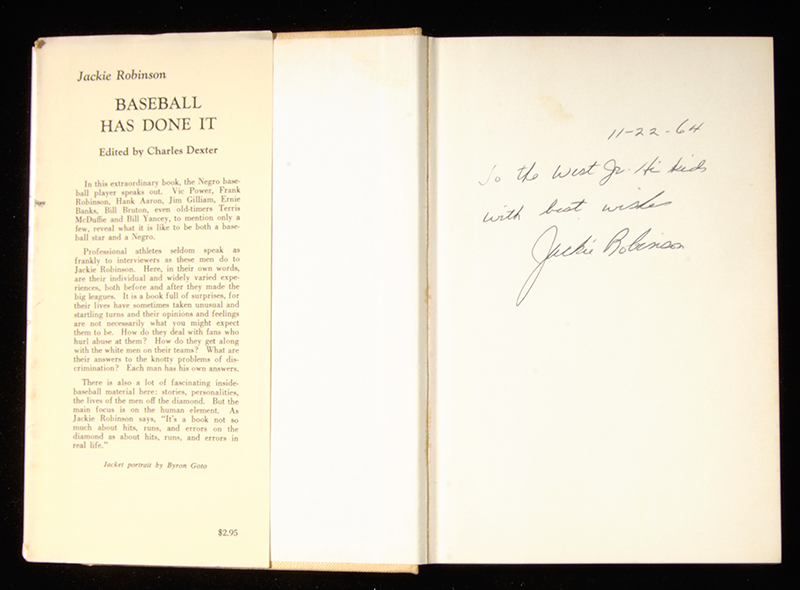 Jackie Robinson
BASEBALL
HAS DONE IT
Edited by Charles Dexter
In this extraordinary book, the Negro base-
ball player speaks out. Vic Power, Frank
Robinson, Hank Aaron, Jim Gilliam, Ernie
Banks, Bill Bruton, even old-timers Terris
McDuffie and Bill Yancey, to mention only a
few, reveal what it is like to be both a base-
ball star and a Negro.
Professional athletes seldom speak as
frankly to interviewers as these men do to
Jackie Robinson. Here, in their own words,
are their individual and widely varied expe-
riences, both before and after they made the
big leagues. It is a book full of surprises, for
their lives have sometimes taken unusual and
startling turns and their opinions and feelings
are not necessarily what you might expect
them to be. How do they deal with fans who
hurl abuse at them? How do they get along
with the white men on their teams? What are
their answers to the knotty problems of dis-
crimination? Each man has his own answers.
There is also a lot of fascinating inside-
baseball material here: stories, personalities,
the lives of the men off the diamond. But the
main focus is on the human element. As
Jackie Robinson says, "It's a book not so
much about hits, runs, and errors on the
diamond as about hits, runs, and errors in
real life."
Jacket portrait by Byron Goto
$2.95
11-22-64
To the West Jr. Hi kids
with best wishes
Jackie Robinson